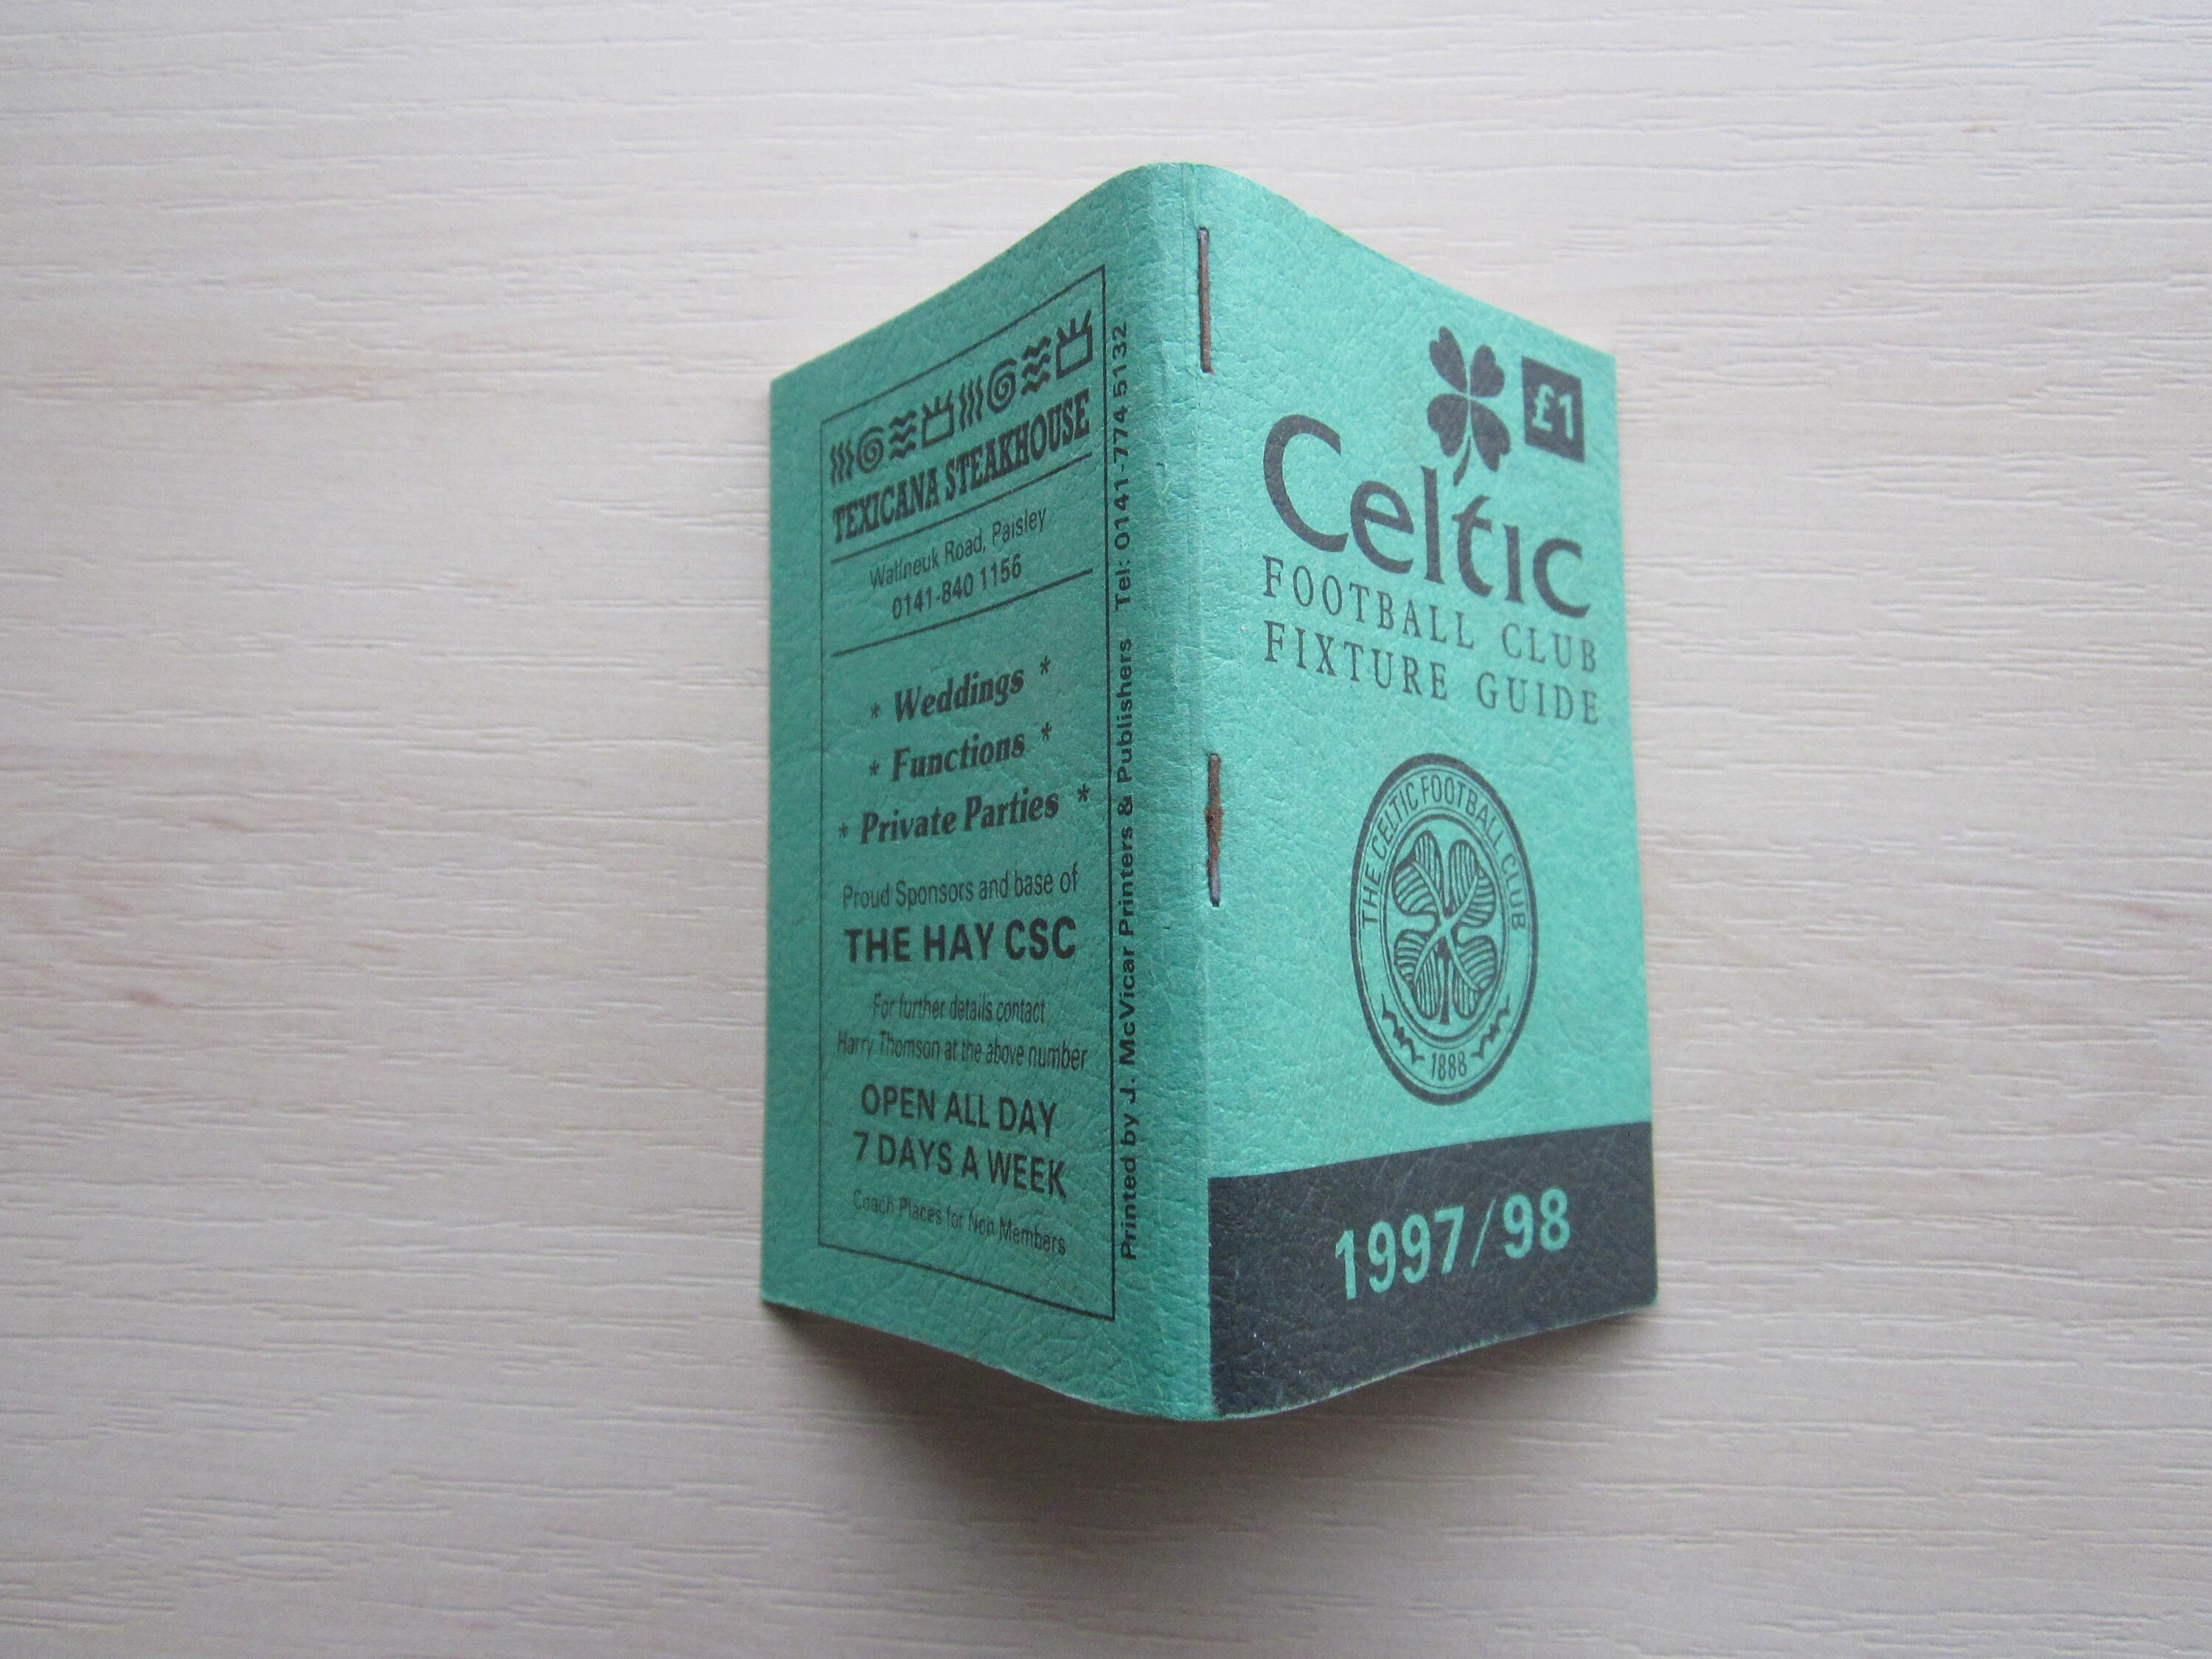 TEXICANA STEAKHOUSE
Wallneuk Road, Paisley
0141-840 1156
* Weddings *
* Functions *
* Private Parties *
Proud Sponsors and base of
THE HAY CSC
For further details contact
Harry Thomson at the above number
OPEN ALL DAY
7 DAYS A WEEK
Coach Places for Non Members
Printed by J. McVicar Printers & Publishers Tel: 0141-774 5132
£1
Celtic
FOOTBALL CLUB
FIXTURE GUIDE
THE CELTIC FOOTBALL CLUB
1888
1997/98